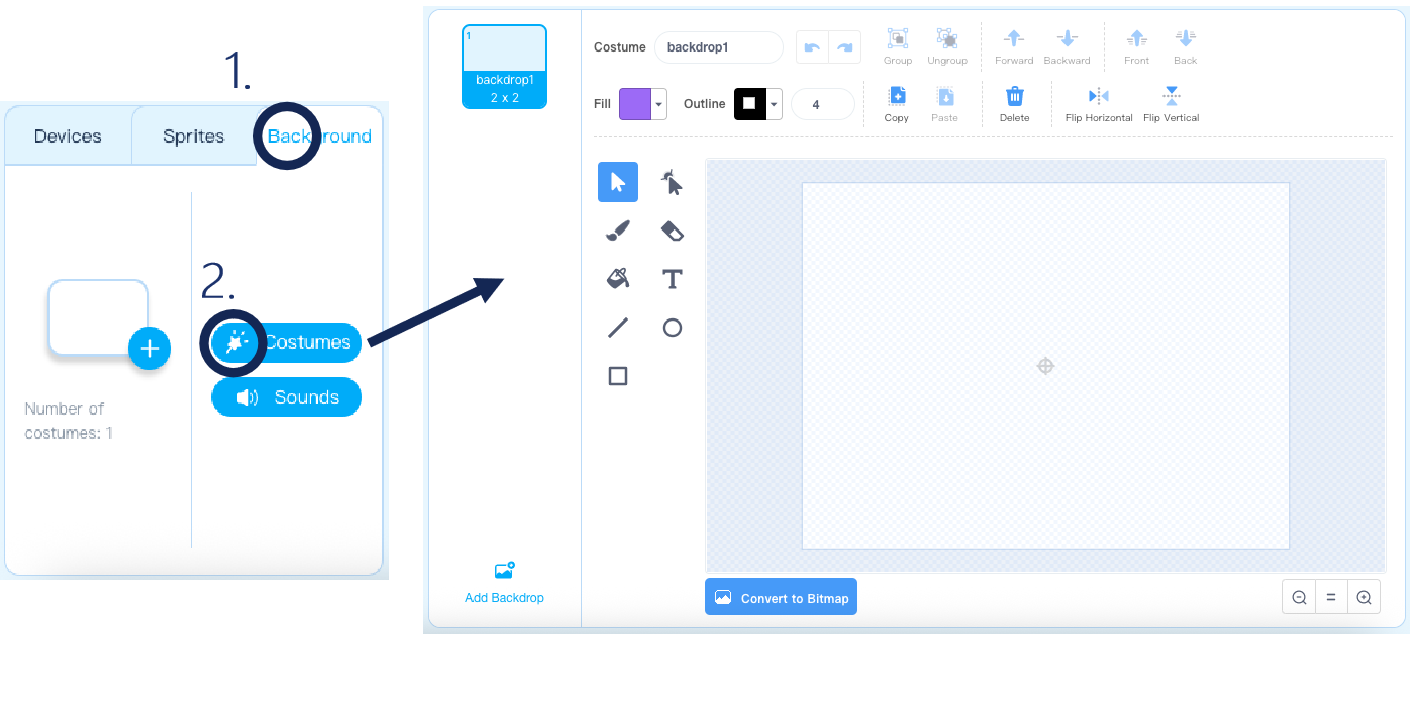 1.
Devices
Sprites
Background
2.
Costumes
Sounds
Number of
costumes: 1
1
backdrop1
2 x 2
Add Backdrop
Costume
backdrop1
Group
Ungroup
Forward
Backward
Front
Back
Fill
Outline
4
Copy
Paste
Delete
Flip Horizontal
Flip Vertical
Convert to Bitmap